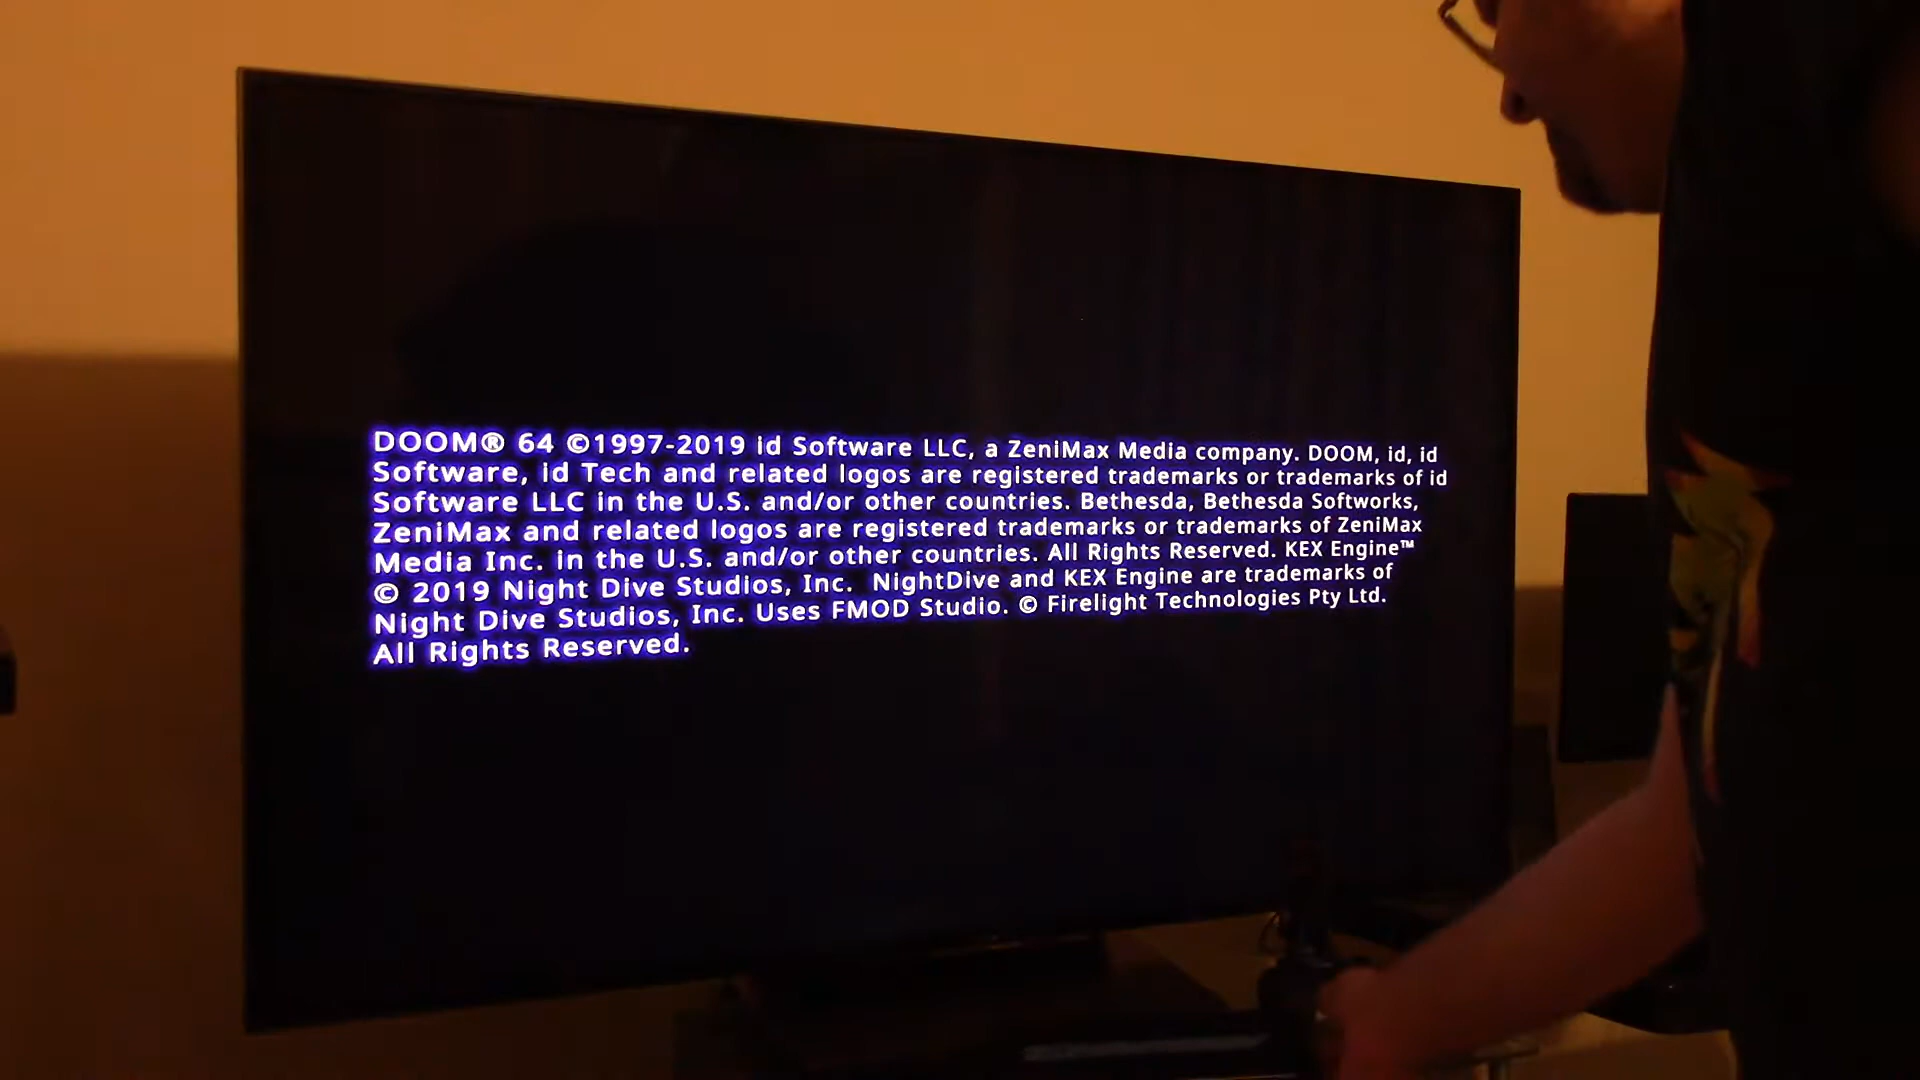 DOOM® 64 ©1997-2019 id Software LLC, a ZeniMax Media company. DOOM, id, id
Software, id Tech and related logos are registered trademarks or trademarks of id
Software LLC in the U.S. and/or other countries. Bethesda, Bethesda Softworks,
ZeniMax and related logos are registered trademarks or trademarks of ZeniMax
Media Inc. in the U.S. and/or other countries. All Rights Reserved. KEX Engine™
© 2019 Night Dive Studios, Inc.  NightDive and KEX Engine are trademarks of
Night Dive Studios, Inc. Uses FMOD Studio. © Firelight Technologies Pty Ltd.
All Rights Reserved.